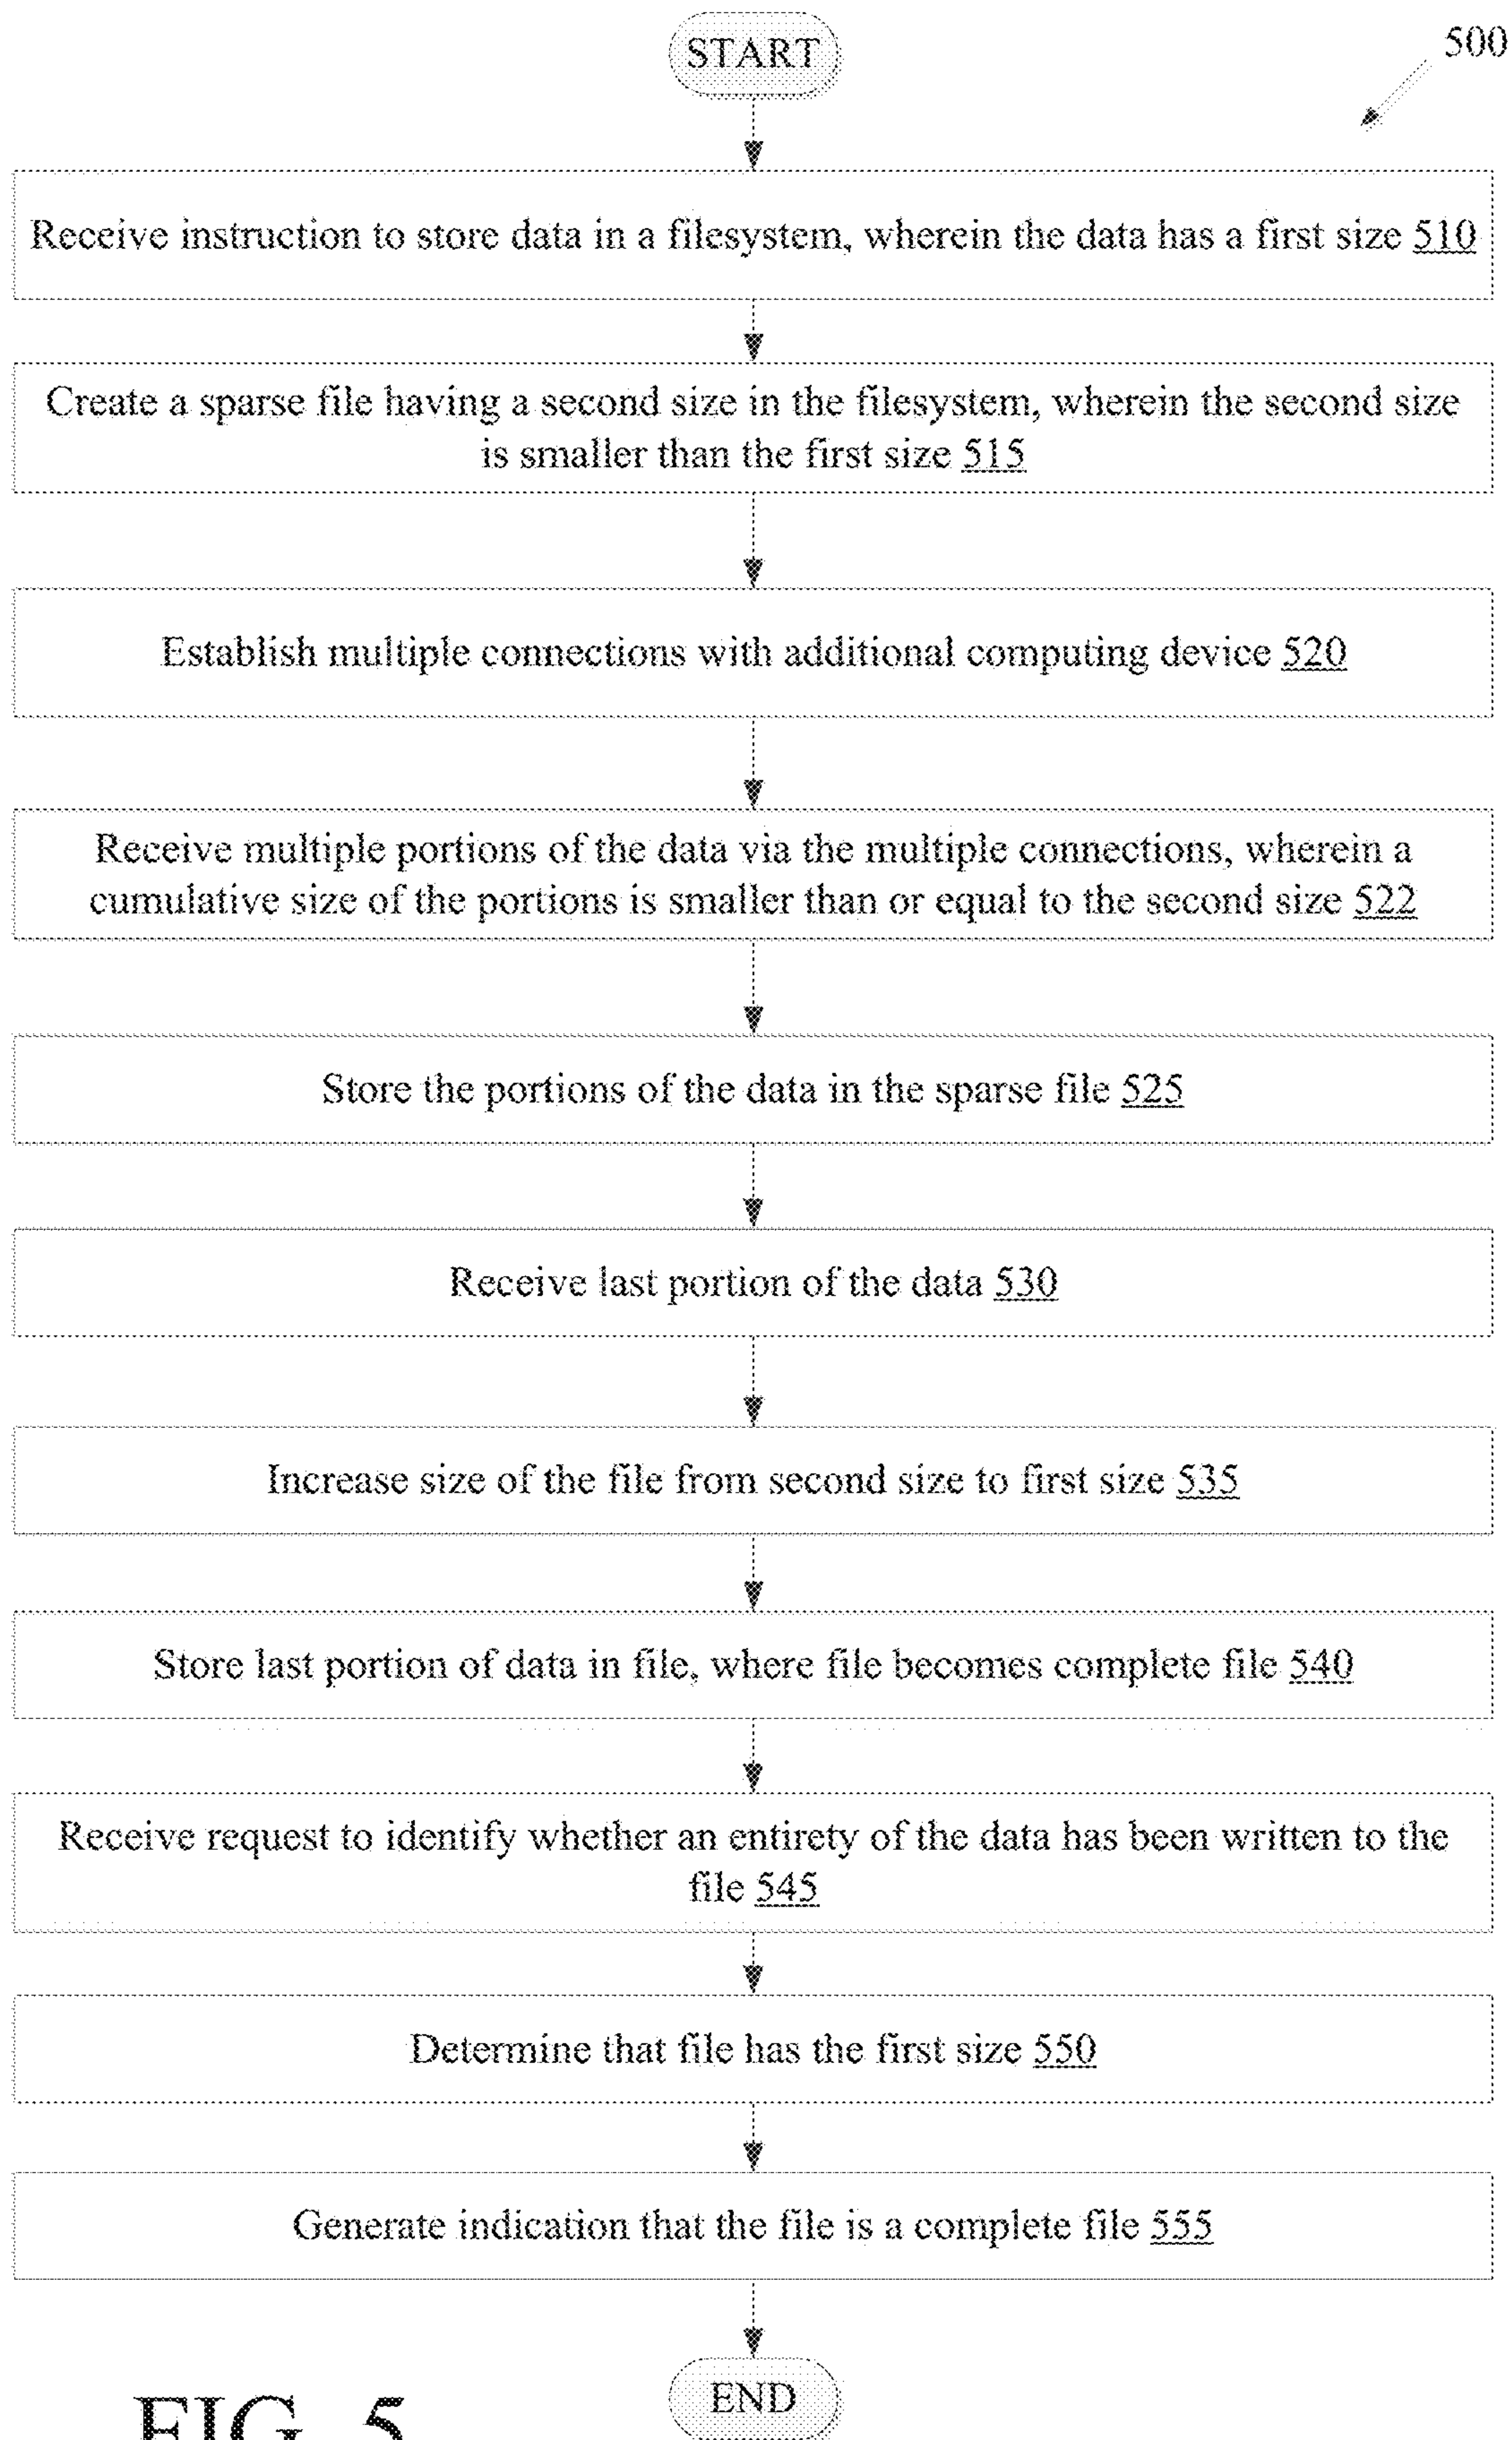 START
500
Receive instruction to store data in a filesystem, wherein the data has a first size 510
Create a sparse file having a second size in the filesystem, wherein the second size
is smaller than the first size 515
Establish multiple connections with additional computing device 520
Receive multiple portions of the data via the multiple connections, wherein a
cumulative size of the portions is smaller than or equal to the second size 522
Store the portions of the data in the sparse file 525
Receive last portion of the data 530
Increase size of the file from second size to first size 535
Store last portion of data in file, where file becomes complete file 540
Receive request to identify whether an entirety of the data has been written to the
file 545
Determine that file has the first size 550
Generate indication that the file is a complete file 555
END
FIG. 5